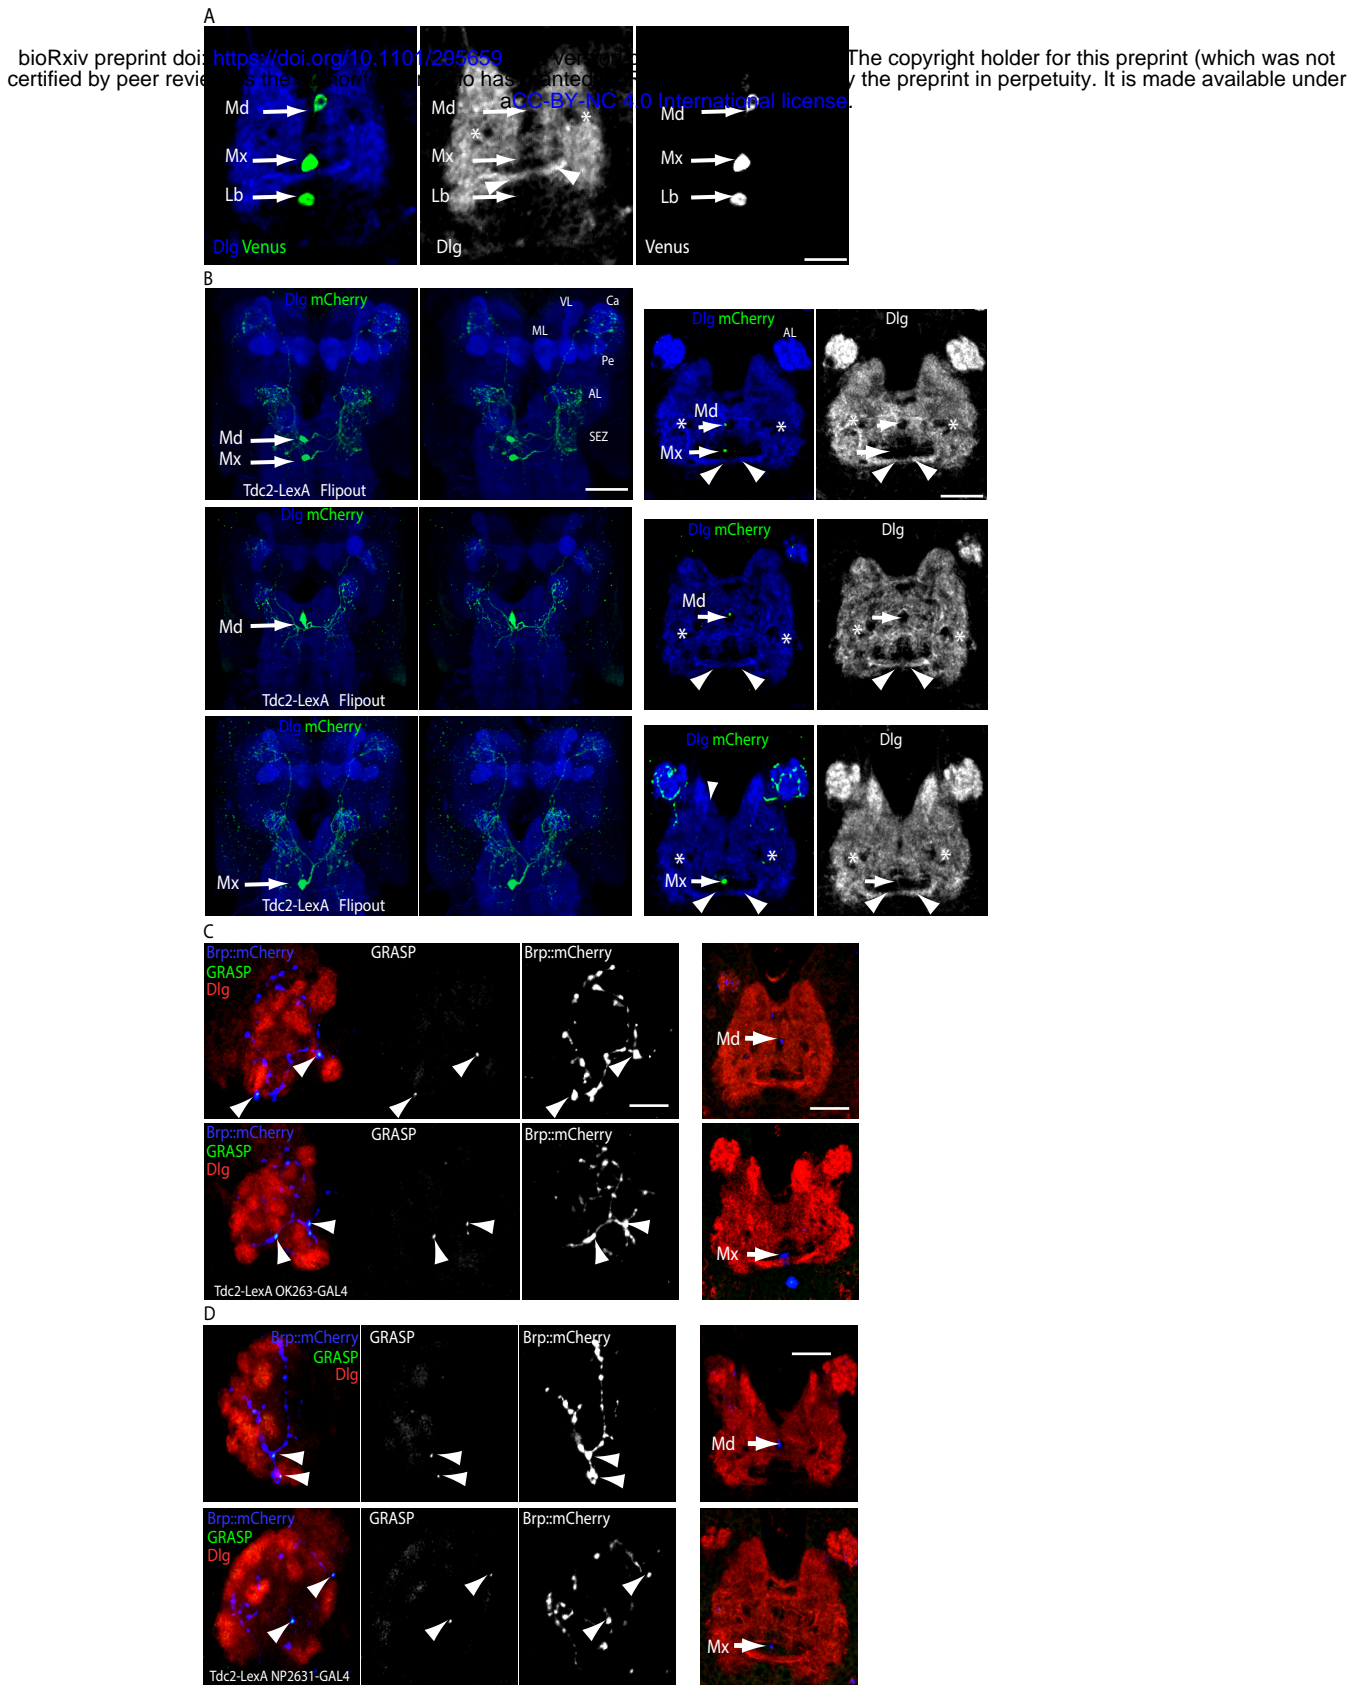 A
bioRxiv preprint doi: https://doi.org/10.1101/295659 The copyright holder for this preprint (which was not
certified by peer the preprint in perpetuity. It is made available under
aCC-BY-NC 4.0 International license.
Md Md Md
Mx Mx Mx
Lb Lb Lb
Dlg Venus Dlg Venus
B
Dlg mCherry VL Ca Dlg mCherry Dlg
ML AL
Pe
AL
Md SEZ Md
Mx Mx
Tdc2-LexA Flipout
Dlg mCherry Dlg mCherry Dlg
Md Md
Tdc2-LexA Flipout
Dlg mCherry Dlg mCherry Dlg
Mx Mx
Tdc2-LexA Flipout
C
Brp::mCherry GRASP Brp::mCherry
GRASP
Dlg
Md
Brp::mCherry GRASP Brp::mCherry
GRASP
Dlg
Mx
Tdc2-LexA OK263-GAL4
D
Brp::mCherry GRASP Brp::mCherry
GRASP
Dlg
Md
Brp::mCherry GRASP Brp::mCherry
GRASP
Dlg
Mx
Tdc2-LexA NP2631-GAL4